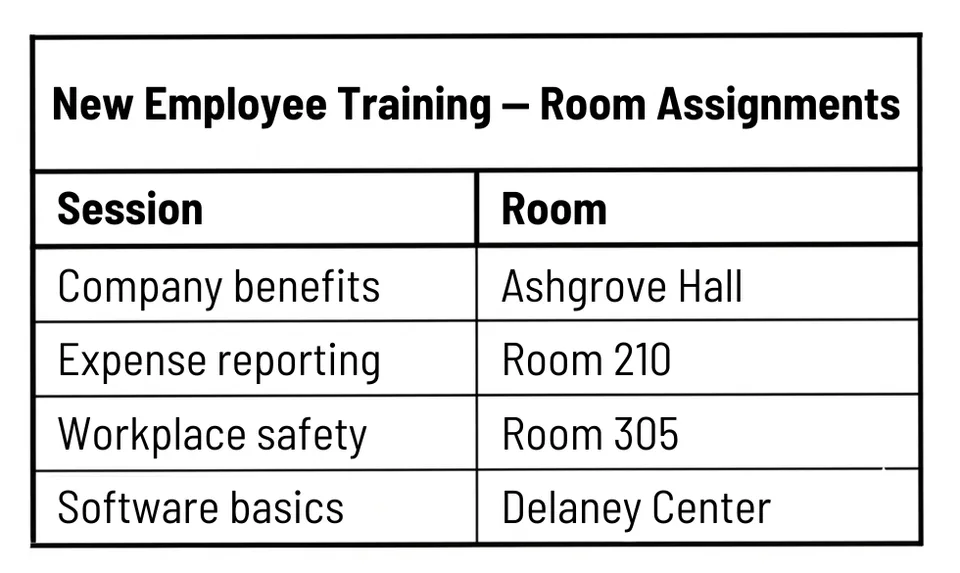 New Employee Training — Room Assignments
Session Room
Company benefits Ashgrove Hall
Expense reporting Room 210
Workplace safety Room 305
Software basics Delaney Center